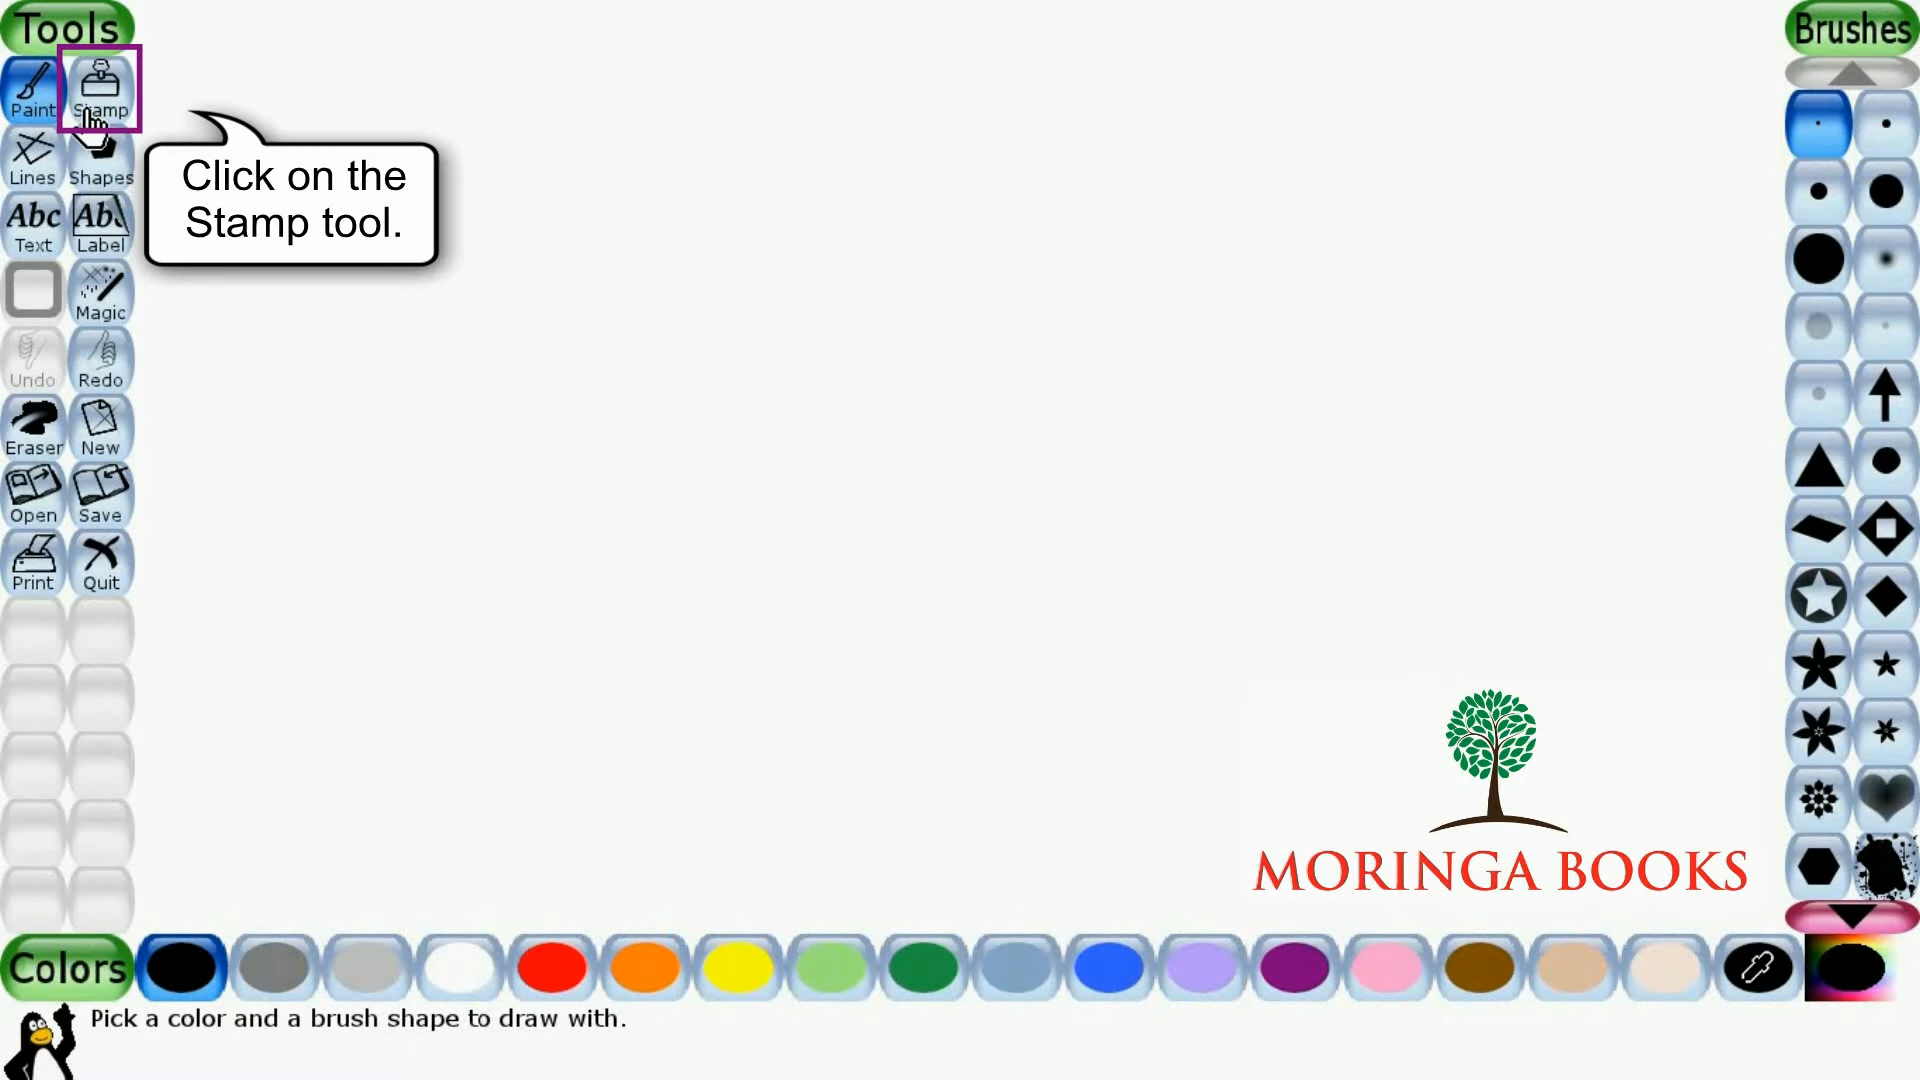 Tools
Brushes
Paint
Stamp
Click on the
Stamp tool.
Lines
Shapes
Abc
Text
Abc
Label
Magic
Undo
Redo
Eraser
New
Open
Save
Print
Quit
MORINGA BOOKS
Colors
Pick a color and a brush shape to draw with.